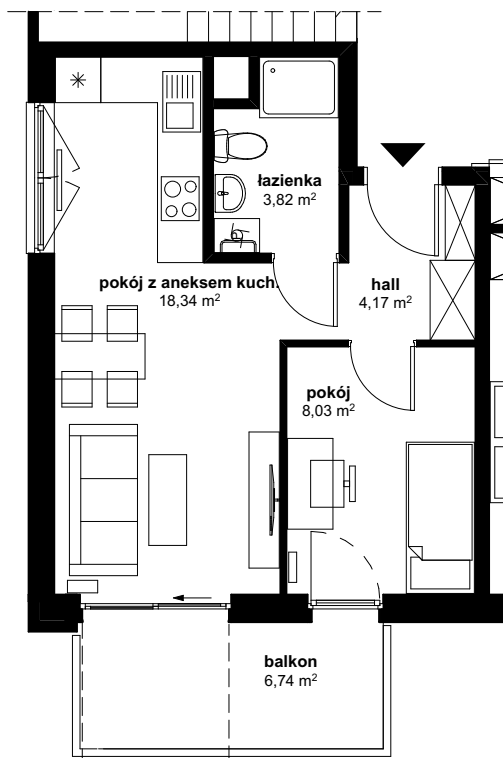 łazienka
3,82 m²
pokój z aneksem kuch.
18,34 m²
hall
4,17 m²
pokój
8,03 m²
balkon
6,74 m²